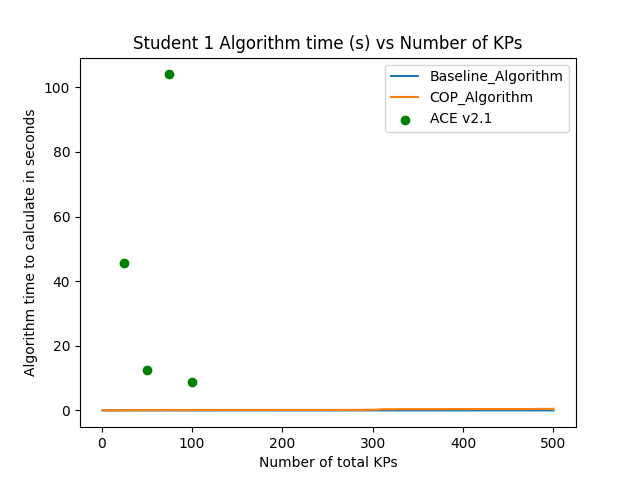 Student 1 Algorithm time (s) vs Number of KPs
Baseline_Algorithm
COP_Algorithm
ACE v2.1
Algorithm time to calculate in seconds
100
80
60
40
20
0
0
100
200
300
400
500
Number of total KPs